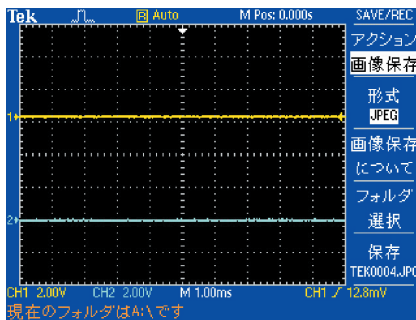 Tek R Auto M Pos: 0.000s SAVE/REC
アクション
画像保存
形式
JPEG
画像保存
について
フォルダ
選択
保存
TEK0004.JPG
1
2
CH1 2.00V CH2 2.00V M 1.00ms CH1 12.8mV
現在のフォルダはA:\です